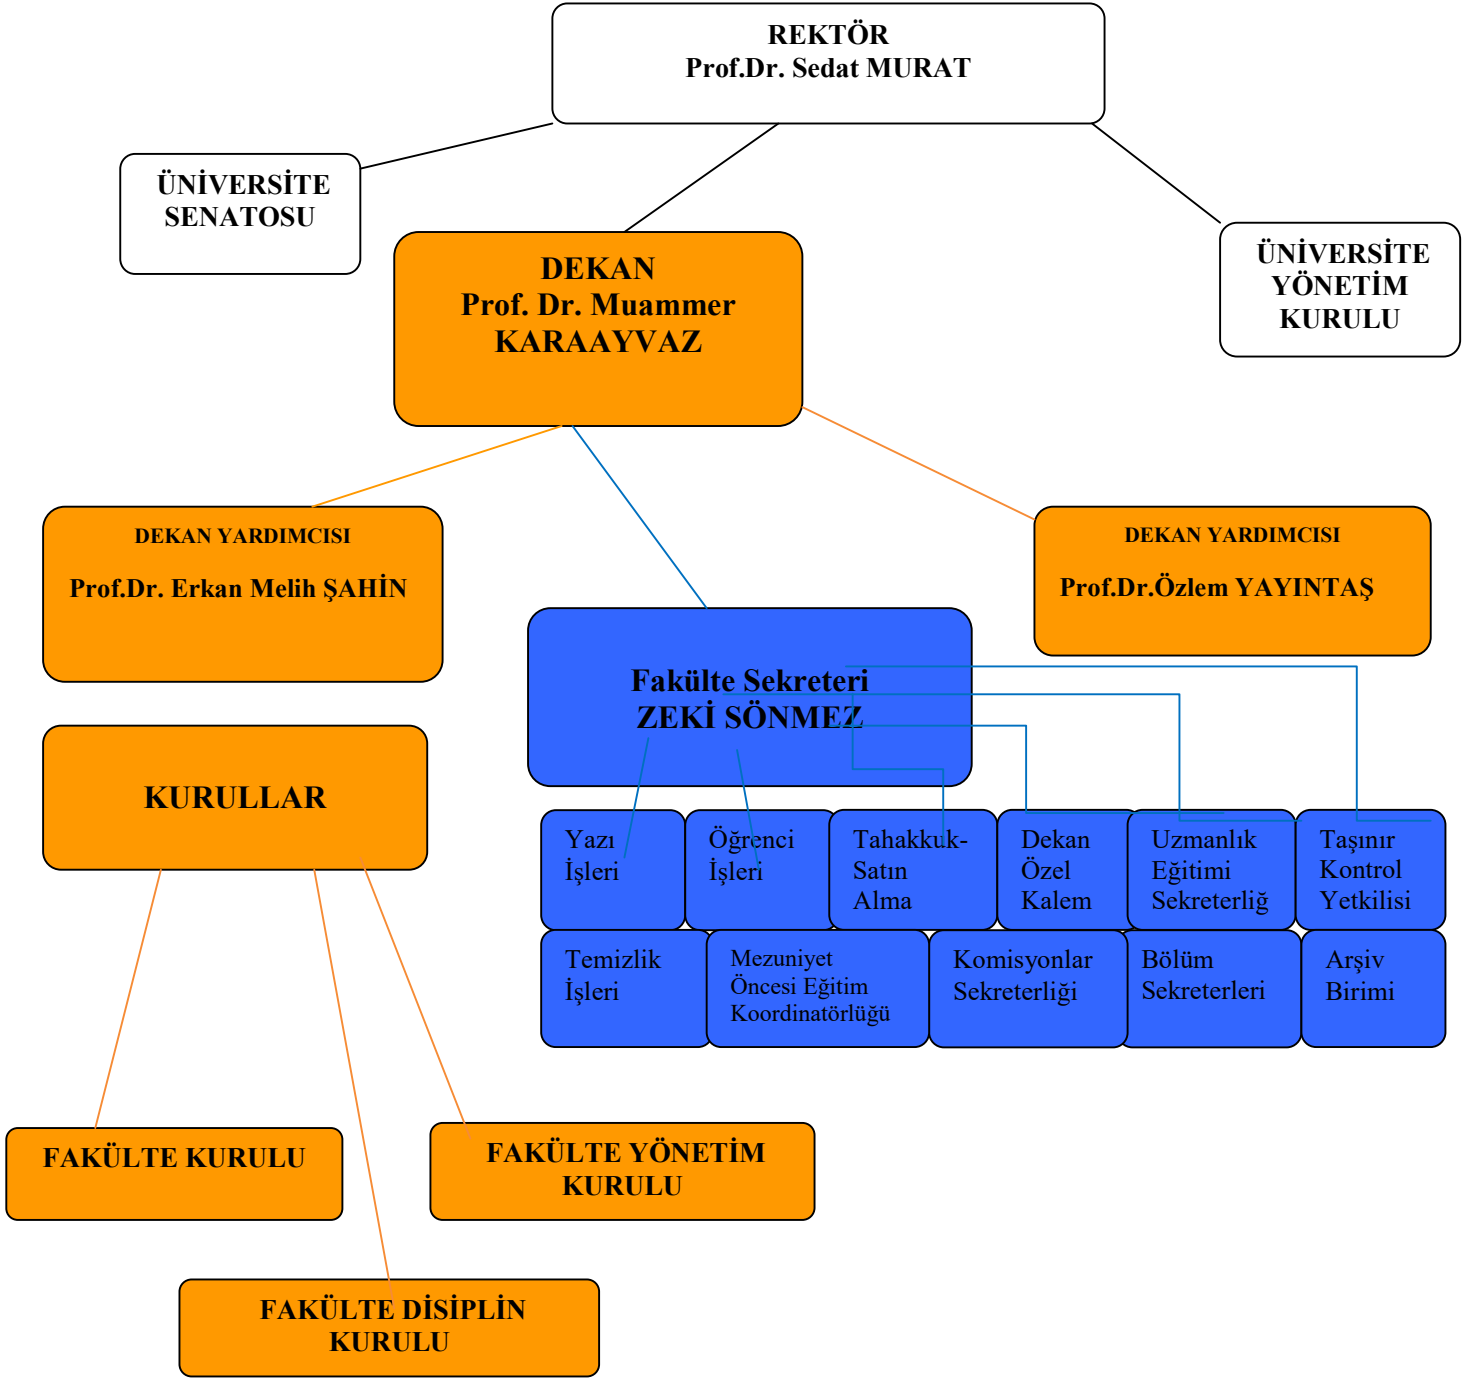 REKTÖR
Prof.Dr. Sedat MURAT
ÜNİVERSİTE
SENATOSU
ÜNİVERSİTE
YÖNETİM
KURULU
DEKAN
Prof. Dr. Muammer
KARAAYVAZ
DEKAN YARDIMCISI
Prof.Dr. Erkan Melih ŞAHİN
DEKAN YARDIMCISI
Prof.Dr.Özlem YAYINTAŞ
Fakülte Sekreteri
ZEKİ SÖNMEZ
KURULLAR
Yazı
İşleri
Öğrenci
İşleri
Tahakkuk-
Satın
Alma
Dekan
Özel
Kalem
Uzmanlık
Eğitimi
Sekreterliğ
Taşınır
Kontrol
Yetkilisi
Temizlik
İşleri
Mezuniyet
Öncesi Eğitim
Koordinatörlüğü
Komisyonlar
Sekreterliği
Bölüm
Sekreterleri
Arşiv
Birimi
FAKÜLTE KURULU
FAKÜLTE YÖNETİM
KURULU
FAKÜLTE DİSİPLİN
KURULU